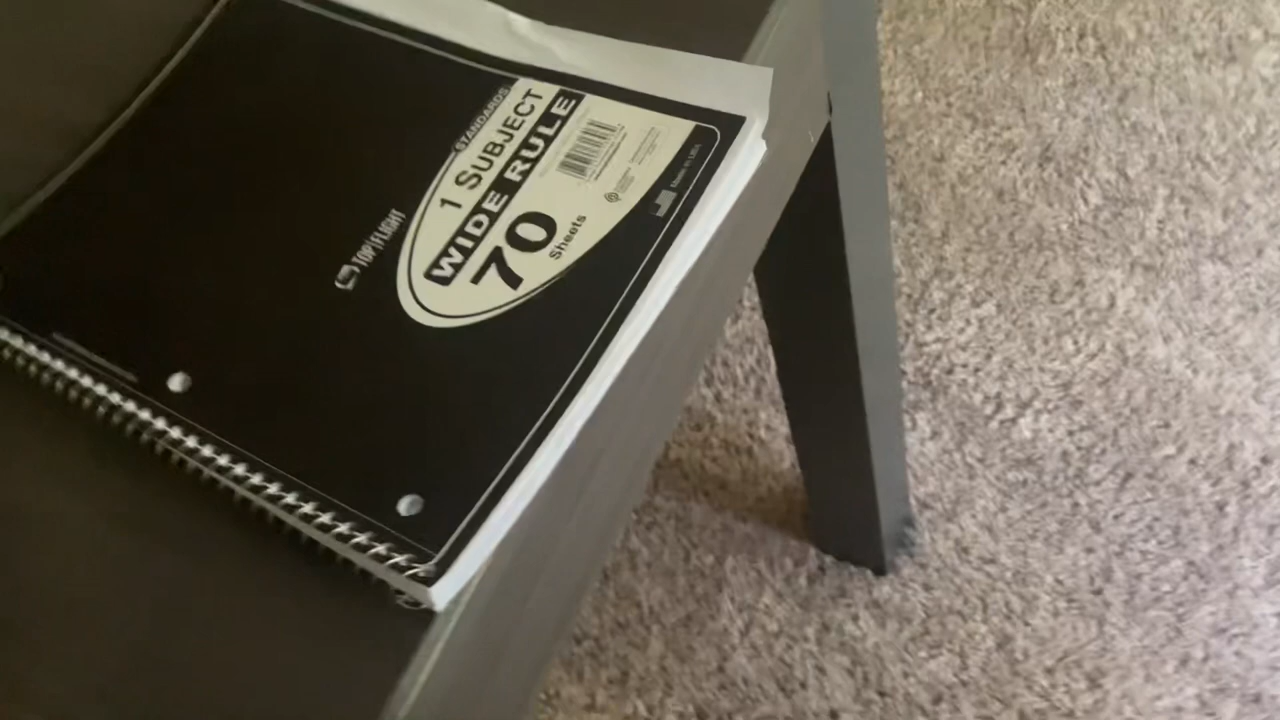 STANDARDS
1 SUBJECT
WIDE RULE
70
Sheets
TOP FLIGHT